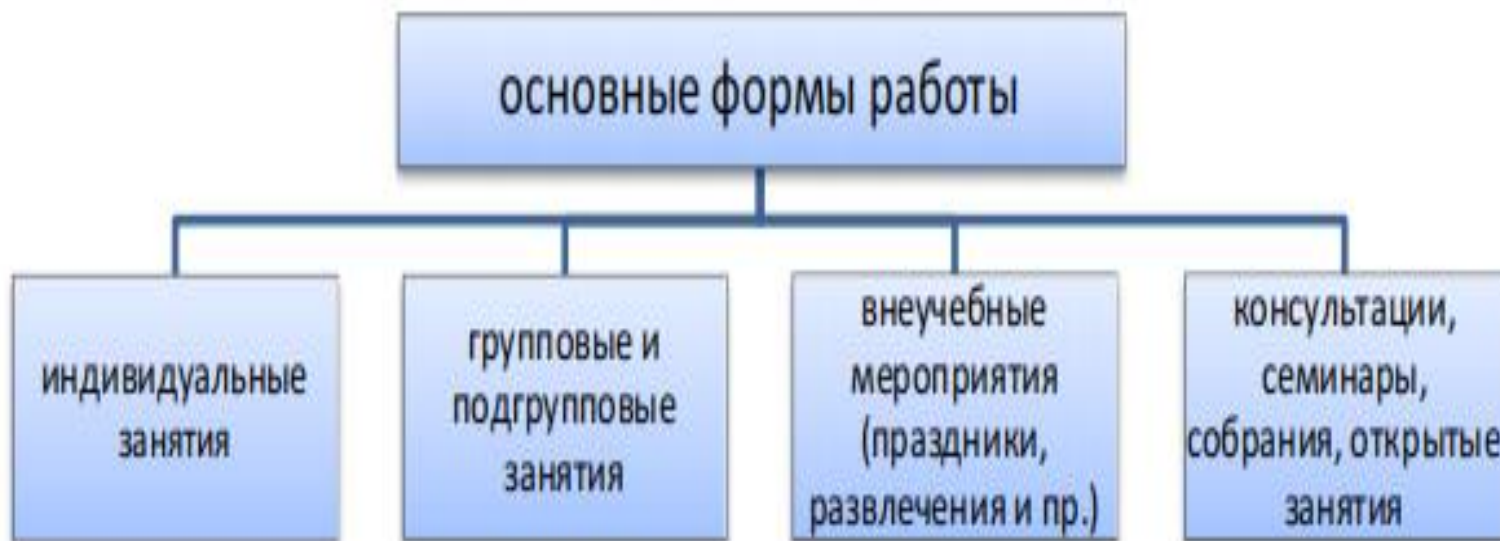 основные формы работы
индивидуальные
занятия
групповые и
подгрупповые
занятия
внеучебные
мероприятия
(праздники,
развлечения и пр.)
консультации,
семинары,
собрания, открытые
занятия